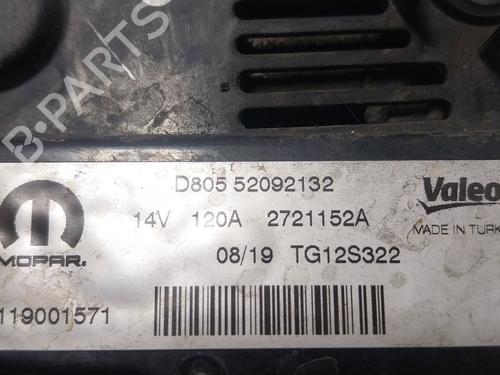 B-PARTS
D805 52092132
Valeo
14V 120A 2721152A
MADE IN TURK
MOPAR.
08/19 TG12S322
119001571